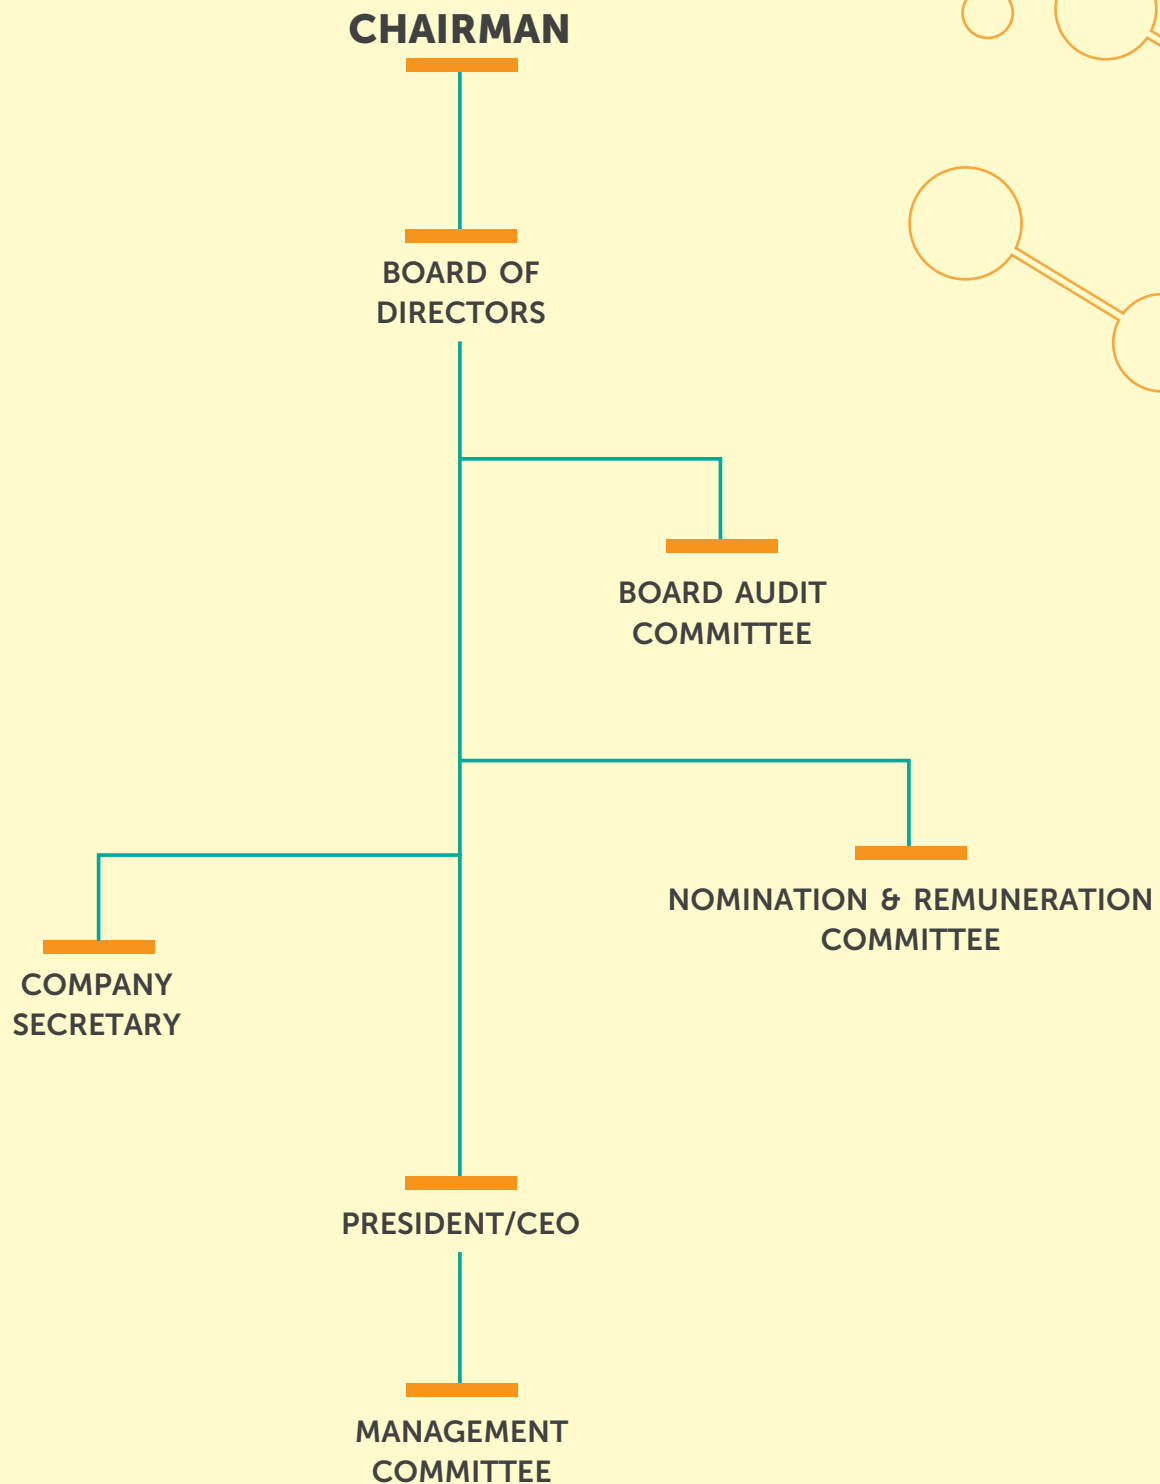 CHAIRMAN
BOARD OF
DIRECTORS
BOARD AUDIT
COMMITTEE
NOMINATION & REMUNERATION
COMMITTEE
COMPANY
SECRETARY
PRESIDENT/CEO
MANAGEMENT
COMMITTEE